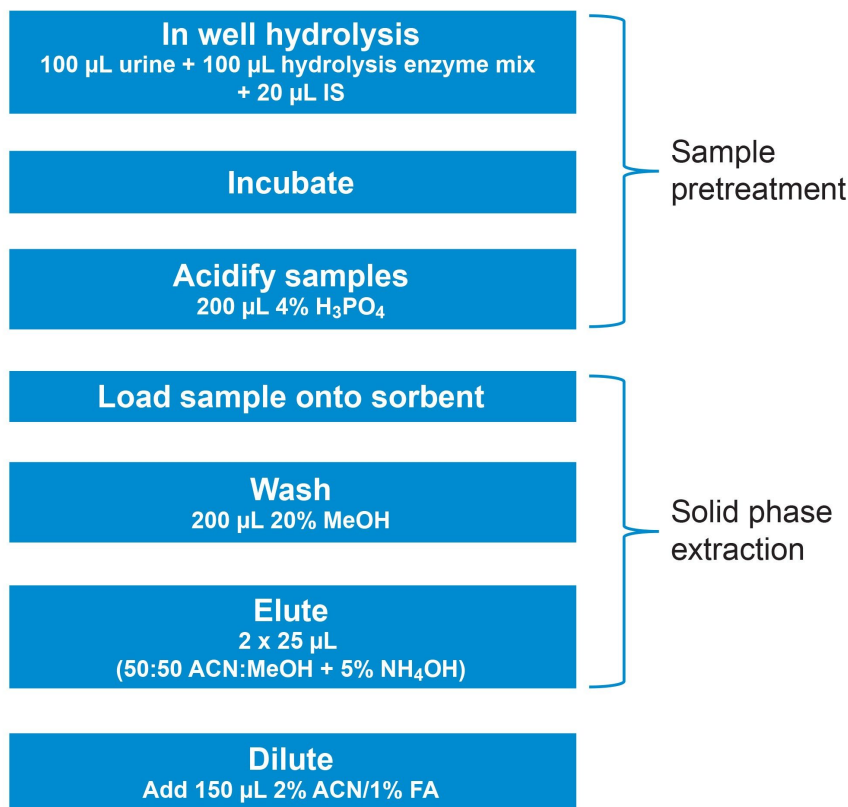 In well hydrolysis
100 µL urine + 100 µL hydrolysis enzyme mix
+ 20 µL IS
Incubate
Acidify samples
200 µL 4% H₃PO₄
Sample
pretreatment
Load sample onto sorbent
Wash
200 µL 20% MeOH
Elute
2 x 25 µL
(50:50 ACN:MeOH + 5% NH₄OH)
Solid phase
extraction
Dilute
Add 150 µL 2% ACN/1% FA